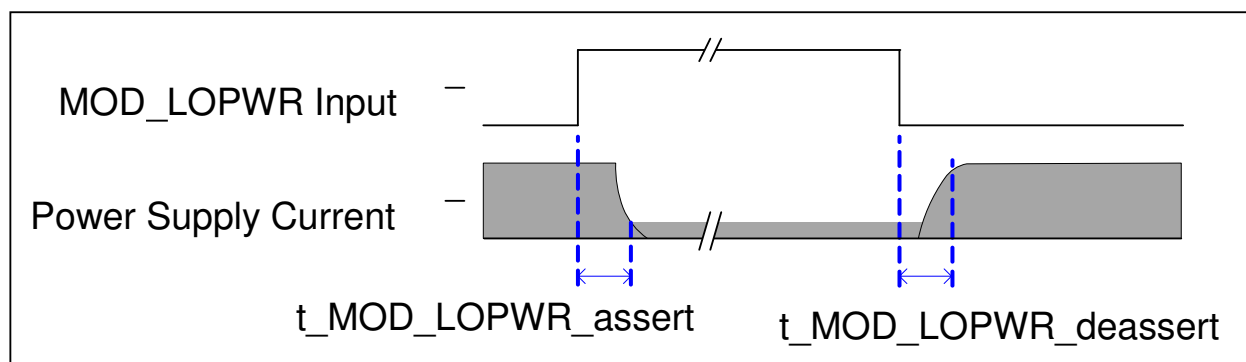 MOD_LOPWR Input
Power Supply Current
t_MOD_LOPWR_assert
t_MOD_LOPWR_deassert